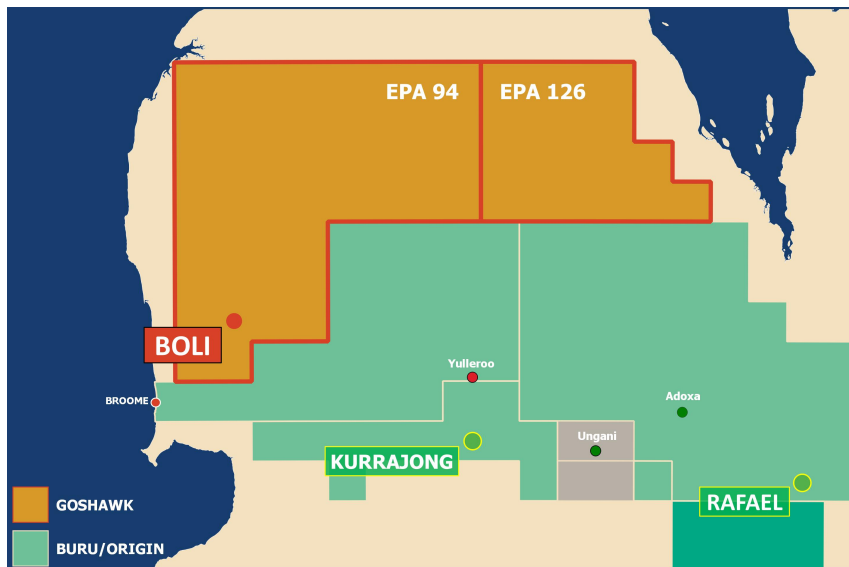 EPA 94
EPA 126
BOLI
Yulleroo
BROOME
Adoxa
Ungani
KURRAJONG
RAFAEL
GOSHAWK
BURU/ORIGIN